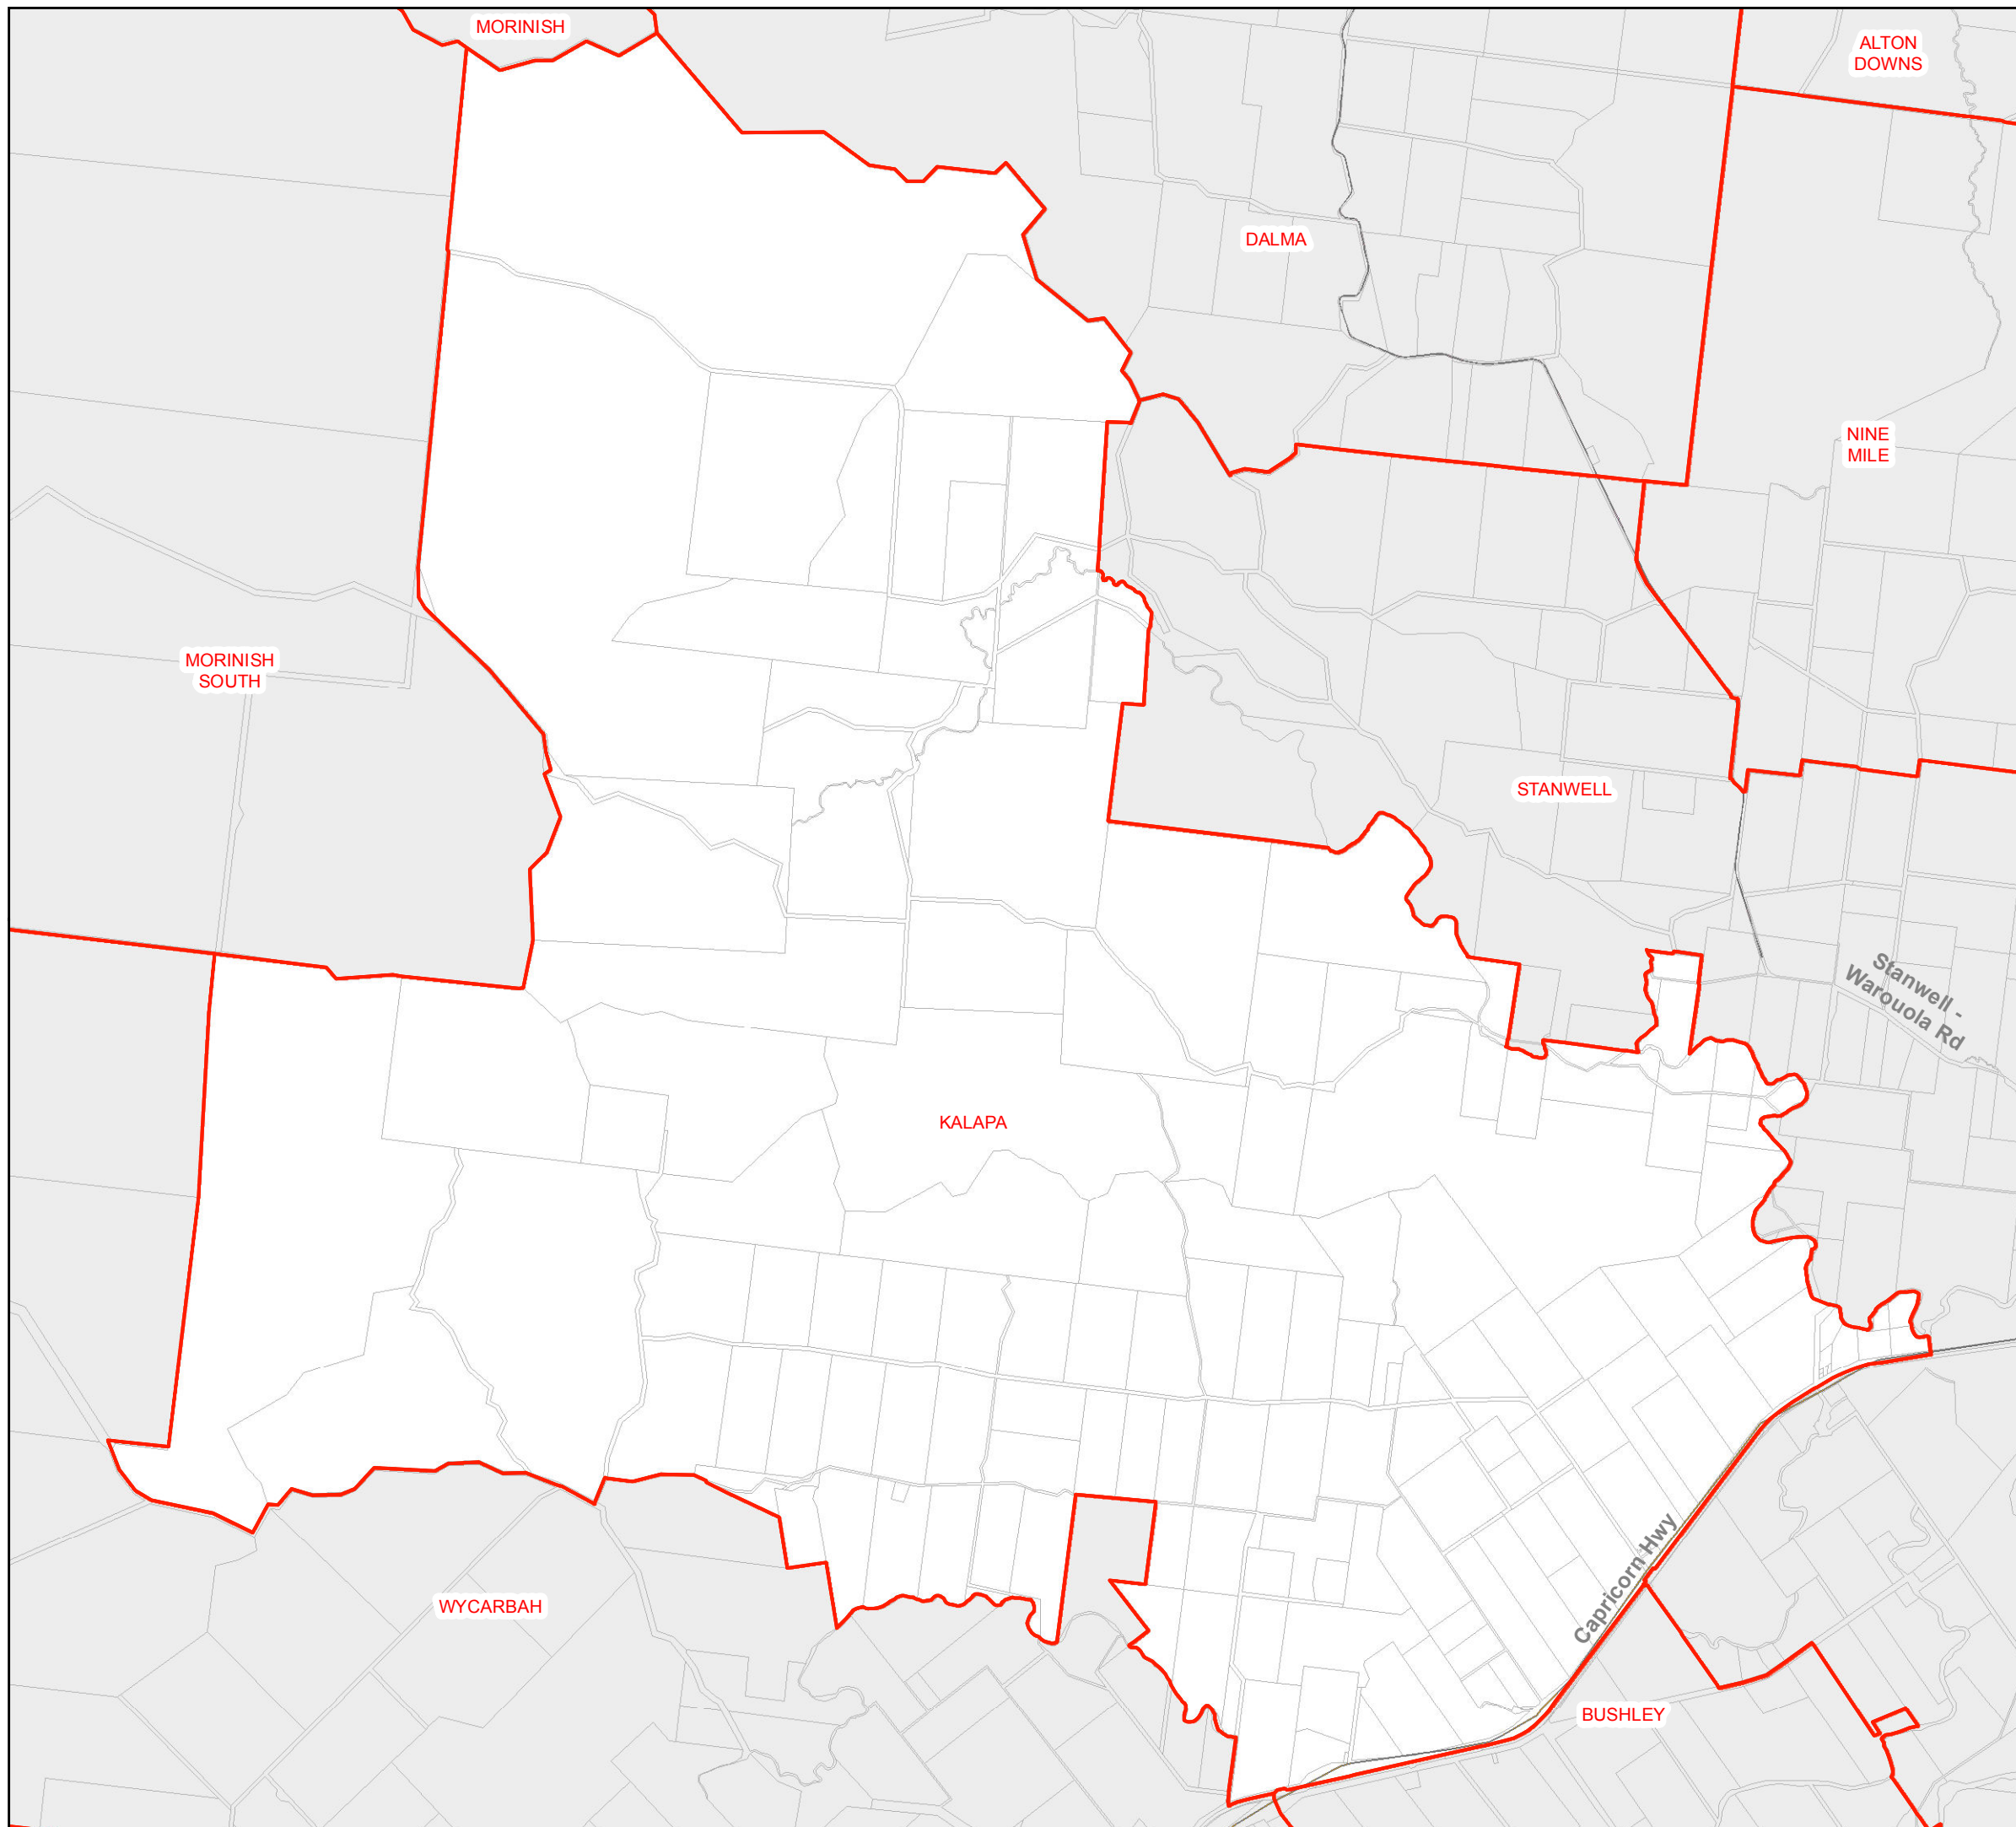 MORINISH
ALTON
DOWNS
DALMA
NINE
MILE
MORINISH
SOUTH
STANWELL
Stanwell -
Warouola Rd
KALAPA
Capricorn Hwy
WYCARBAH
BUSHLEY